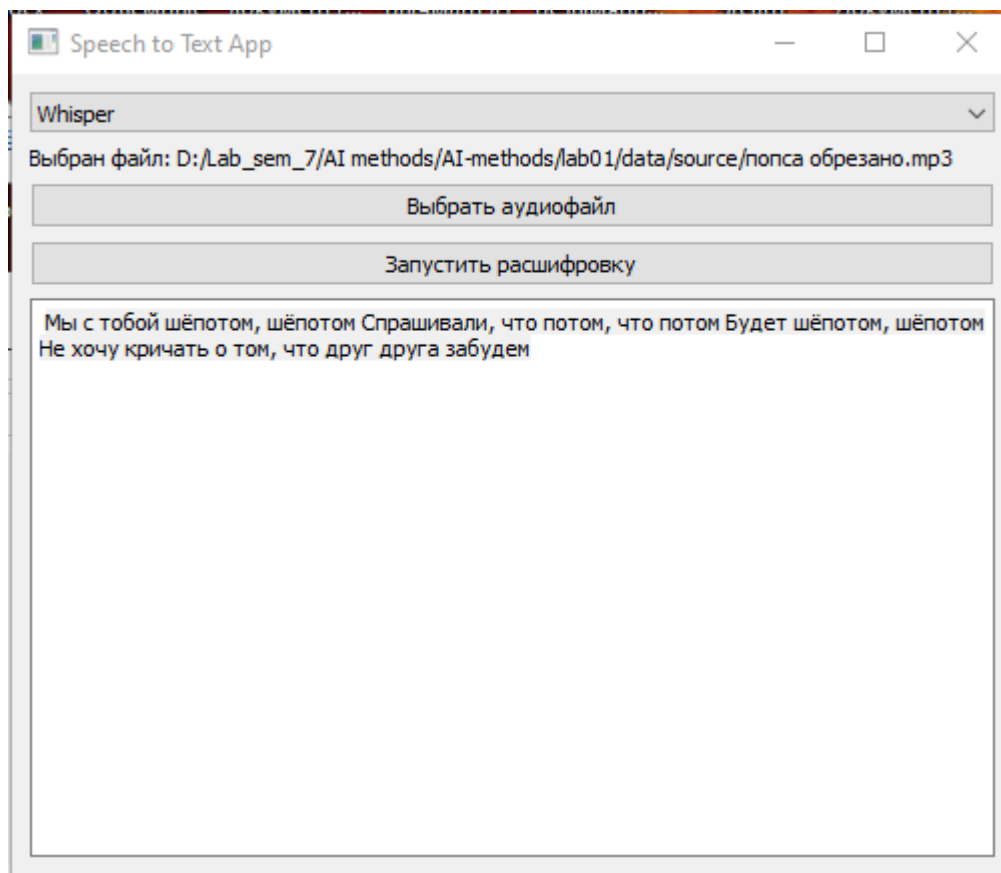 Speech to Text App
Whisper
Выбран файл: D:/Lab_sem_7/AI methods/AI-methods/lab01/data/source/попса обрезано.mp3
Выбрать аудиофайл
Запустить расшифровку
Мы с тобой шёпотом, шёпотом Спрашивали, что потом, что потом Будет шёпотом, шёпотом
Не хочу кричать о том, что друг друга забудем